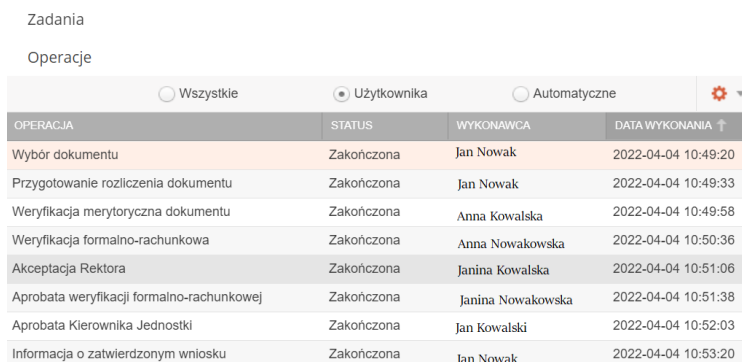 Zadania
Operacje
Wszystkie Użytkownika Automatyczne
OPERACJA STATUS WYKONAWCA DATA WYKONANIA
Wybór dokumentu Zakończona Jan Nowak 2022-04-04 10:49:20
Przygotowanie rozliczenia dokumentu Zakończona Jan Nowak 2022-04-04 10:49:33
Weryfikacja merytoryczna dokumentu Zakończona Anna Kowalska 2022-04-04 10:49:58
Weryfikacja formalno-rachunkowa Zakończona Anna Nowakowska 2022-04-04 10:50:36
Akceptacja Rektora Zakończona Janina Kowalska 2022-04-04 10:51:06
Aprobata weryfikacji formalno-rachunkowej Zakończona Janina Nowakowska 2022-04-04 10:51:38
Aprobata Kierownika Jednostki Zakończona Jan Kowalski 2022-04-04 10:52:03
Informacja o zatwierdzonym wniosku Zakończona Jan Nowak 2022-04-04 10:53:20